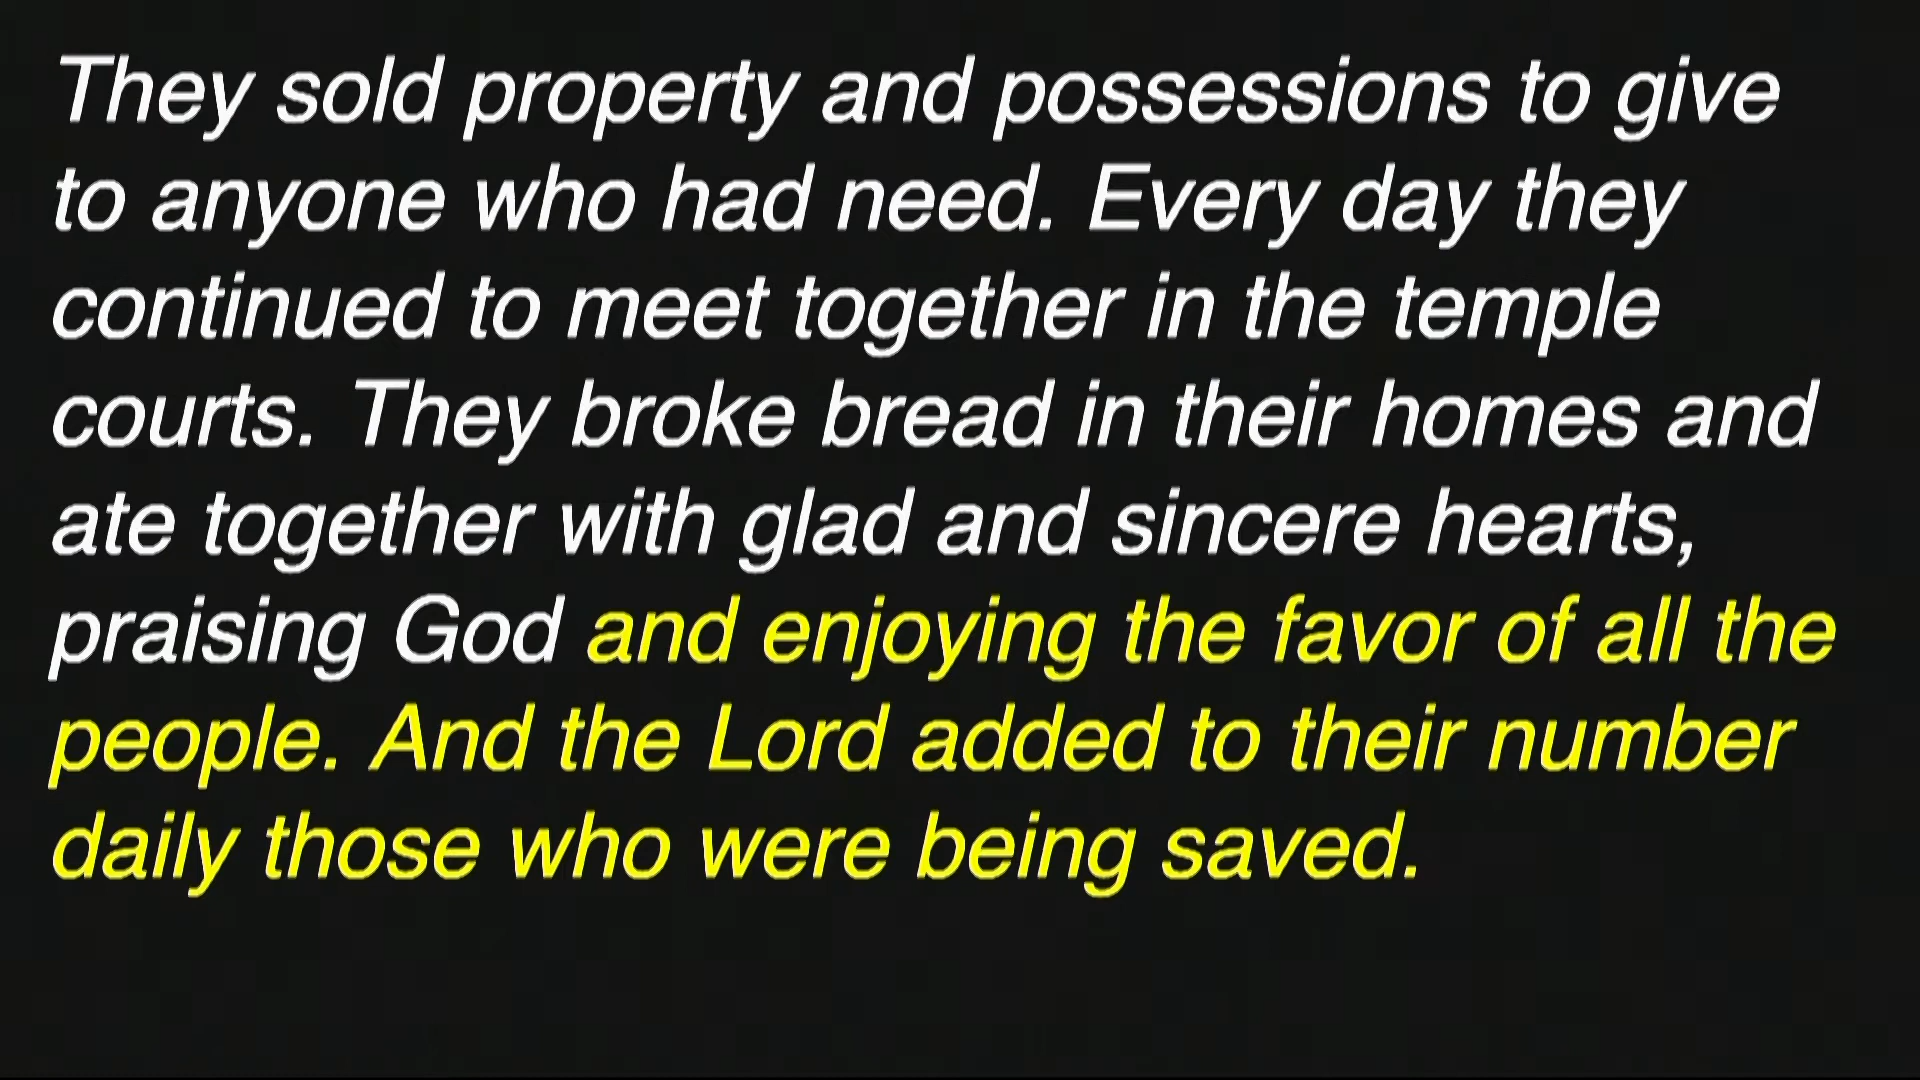 They sold property and possessions to give
to anyone who had need. Every day they
continued to meet together in the temple
courts. They broke bread in their homes and
ate together with glad and sincere hearts,
praising God and enjoying the favor of all the
people. And the Lord added to their number
daily those who were being saved.